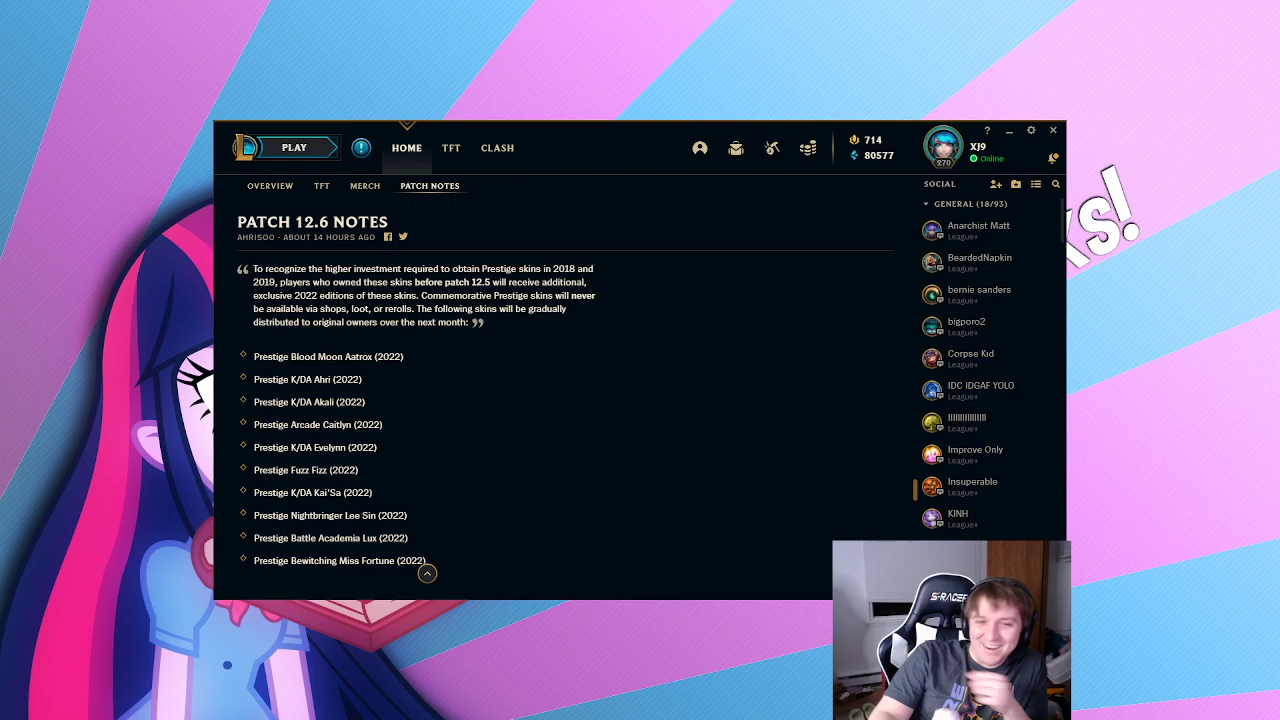 PLAY
HOME
TFT
CLASH
714
80577
270
XJ9
Online
OVERVIEW
TFT
MERCH
PATCH NOTES
SOCIAL
PATCH 12.6 NOTES
AHRISOO - ABOUT 14 HOURS AGO
To recognize the higher investment required to obtain Prestige skins in 2018 and
2019, players who owned these skins before patch 12.5 will receive additional,
exclusive 2022 editions of these skins. Commemorative Prestige skins will never
be available via shops, loot, or rerolls. The following skins will be gradually
distributed to original owners over the next month:
Prestige Blood Moon Aatrox (2022)
Prestige K/DA Ahri (2022)
Prestige K/DA Akali (2022)
Prestige Arcade Caitlyn (2022)
Prestige K/DA Evelynn (2022)
Prestige Fuzz Fizz (2022)
Prestige K/DA Kai'Sa (2022)
Prestige Nightbringer Lee Sin (2022)
Prestige Battle Academia Lux (2022)
Prestige Bewitching Miss Fortune (2022)
GENERAL (18/93)
Anarchist Matt
League+
BeardedNapkin
League+
bernie sanders
League+
bigporo2
League+
Corpse Kid
League+
IDC IDGAF YOLO
League+
League+
Improve Only
League+
Insuperable
League+
KINH
League+
ks!
S-RACER